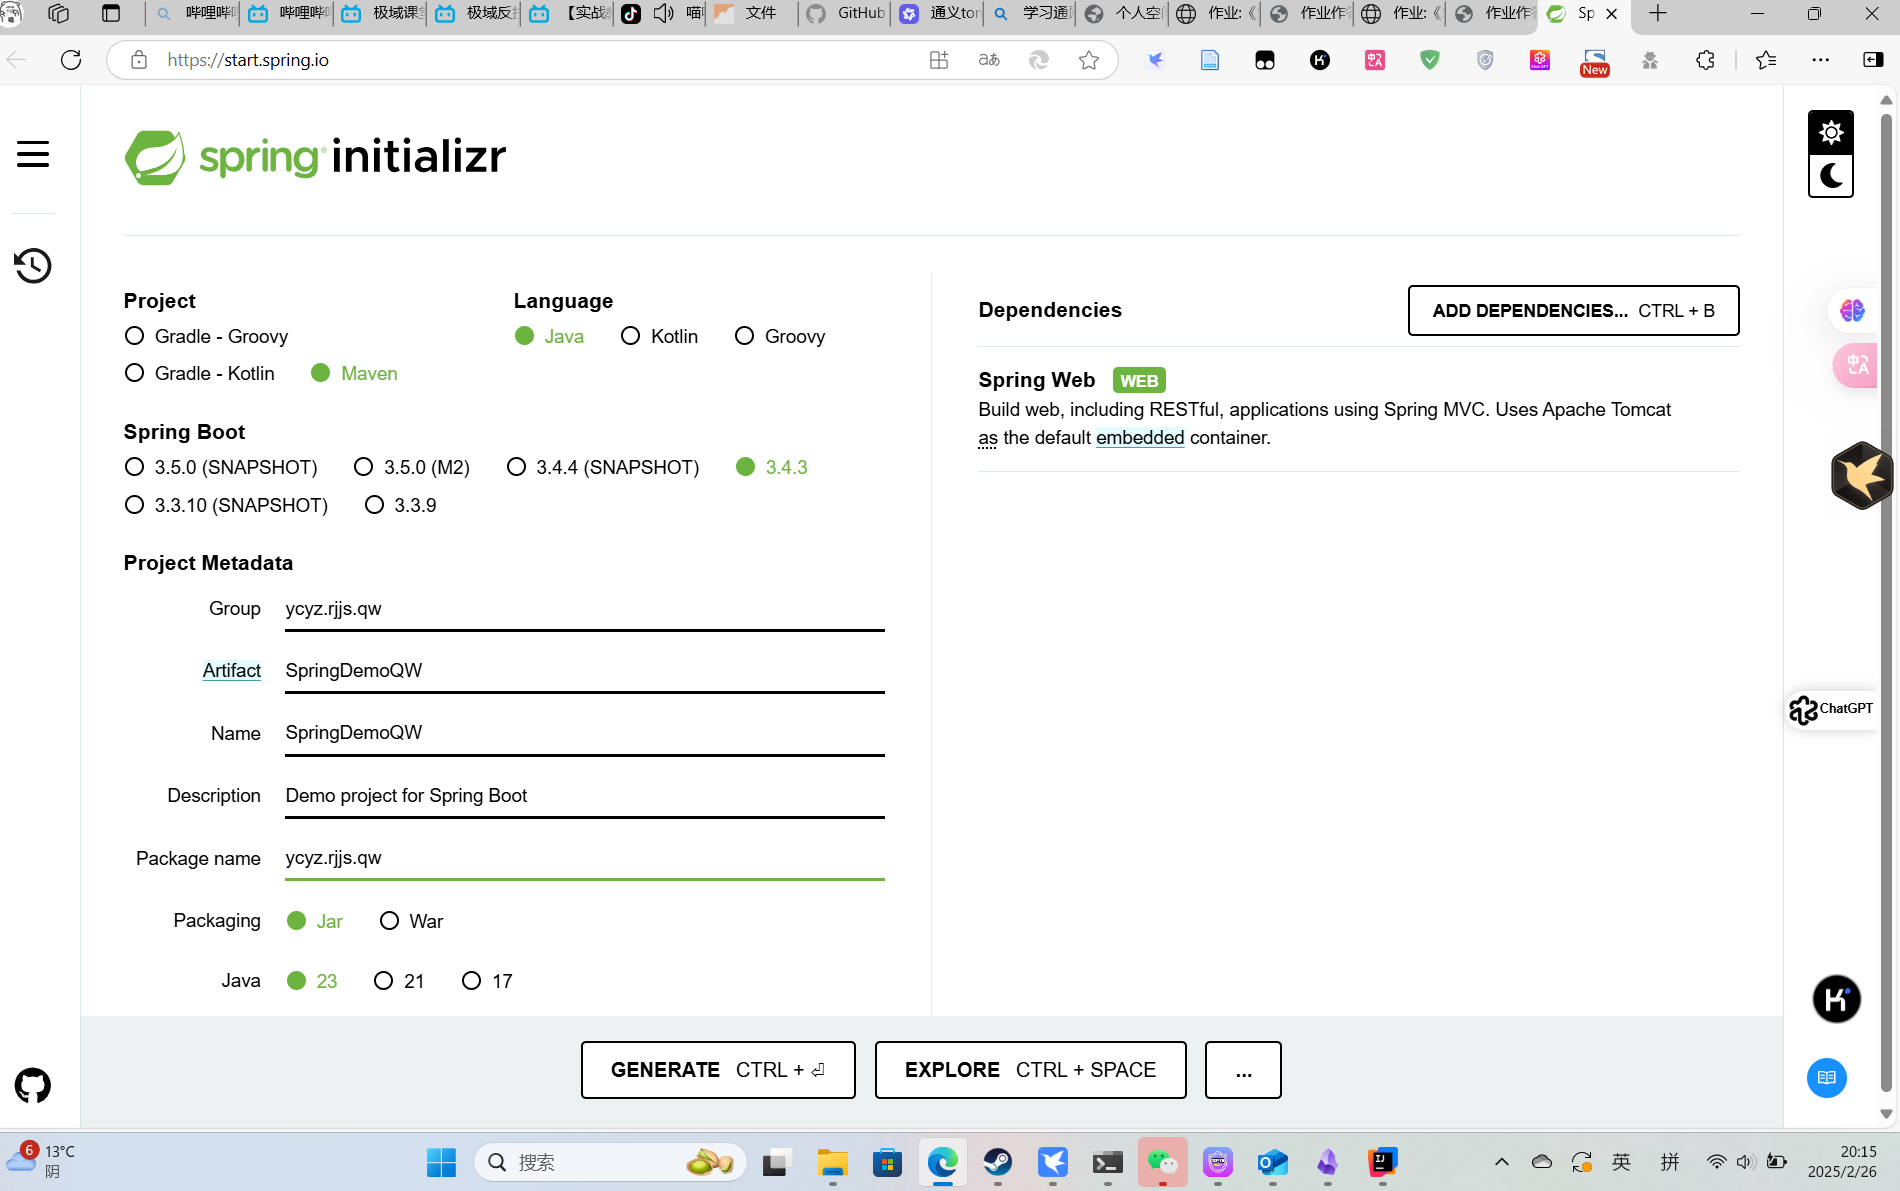 哔哩哔
哔哩哔
极域课
极域反
【实战
喵
文件
GitHub
通义ton
学习通
个人空
作业:《
作业作
作业:《
作业作
Sp
https://start.spring.io
New
spring initializr
Project
Gradle - Groovy
Gradle - Kotlin
Maven
Language
Java
Kotlin
Groovy
Spring Boot
3.5.0 (SNAPSHOT)
3.5.0 (M2)
3.4.4 (SNAPSHOT)
3.4.3
3.3.10 (SNAPSHOT)
3.3.9
Project Metadata
Group
ycyz.rjjs.qw
Artifact
SpringDemoQW
Name
SpringDemoQW
Description
Demo project for Spring Boot
Package name
ycyz.rjjs.qw
Packaging
Jar
War
Java
23
21
17
Dependencies
ADD DEPENDENCIES... CTRL + B
Spring Web WEB
Build web, including RESTful, applications using Spring MVC. Uses Apache Tomcat
as the default embedded container.
ChatGPT
GENERATE CTRL + ⏎
EXPLORE CTRL + SPACE
...
6
13°C
阴
搜索
英
拼
20:15
2025/2/26